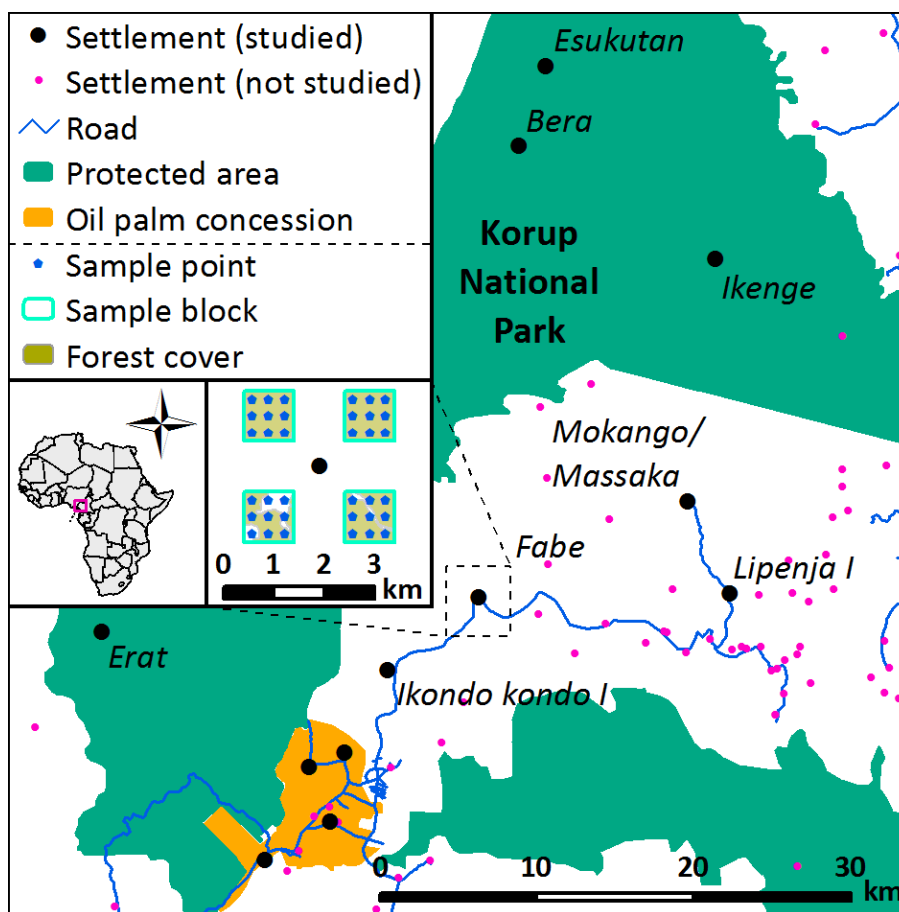 Settlement (studied)
Settlement (not studied)
Road
Protected area
Oil palm concession
Sample point
Sample block
Forest cover
0 1 2 3
km
Esukutan
Bera
Korup
National
Park
Ikenge
Mokango/
Massaka
Fabe
Lipenja I
Erat
Ikondo kondo I
0 10 20 30
km